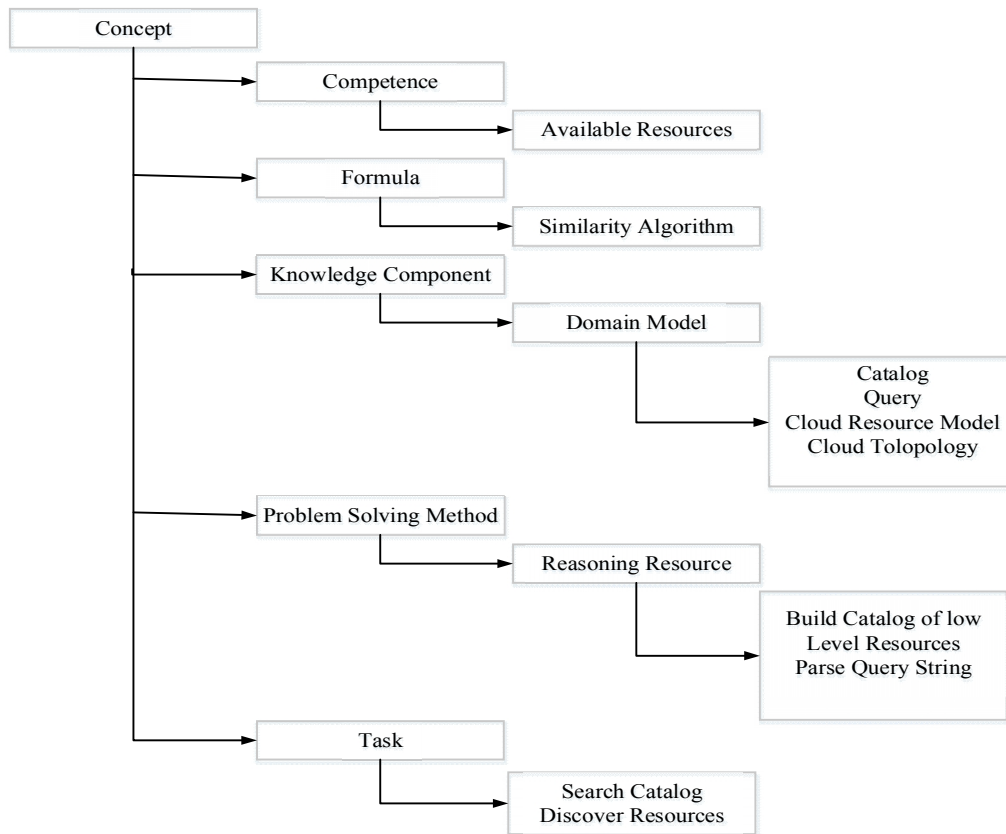 Concept
Competence
Available Resources
Formula
Similarity Algorithm
Knowledge Component
Domain Model
Catalog
Query
Cloud Resource Model
Cloud Tolopology
Problem Solving Method
Reasoning Resource
Build Catalog of low
Level Resources
Parse Query String
Task
Search Catalog
Discover Resources